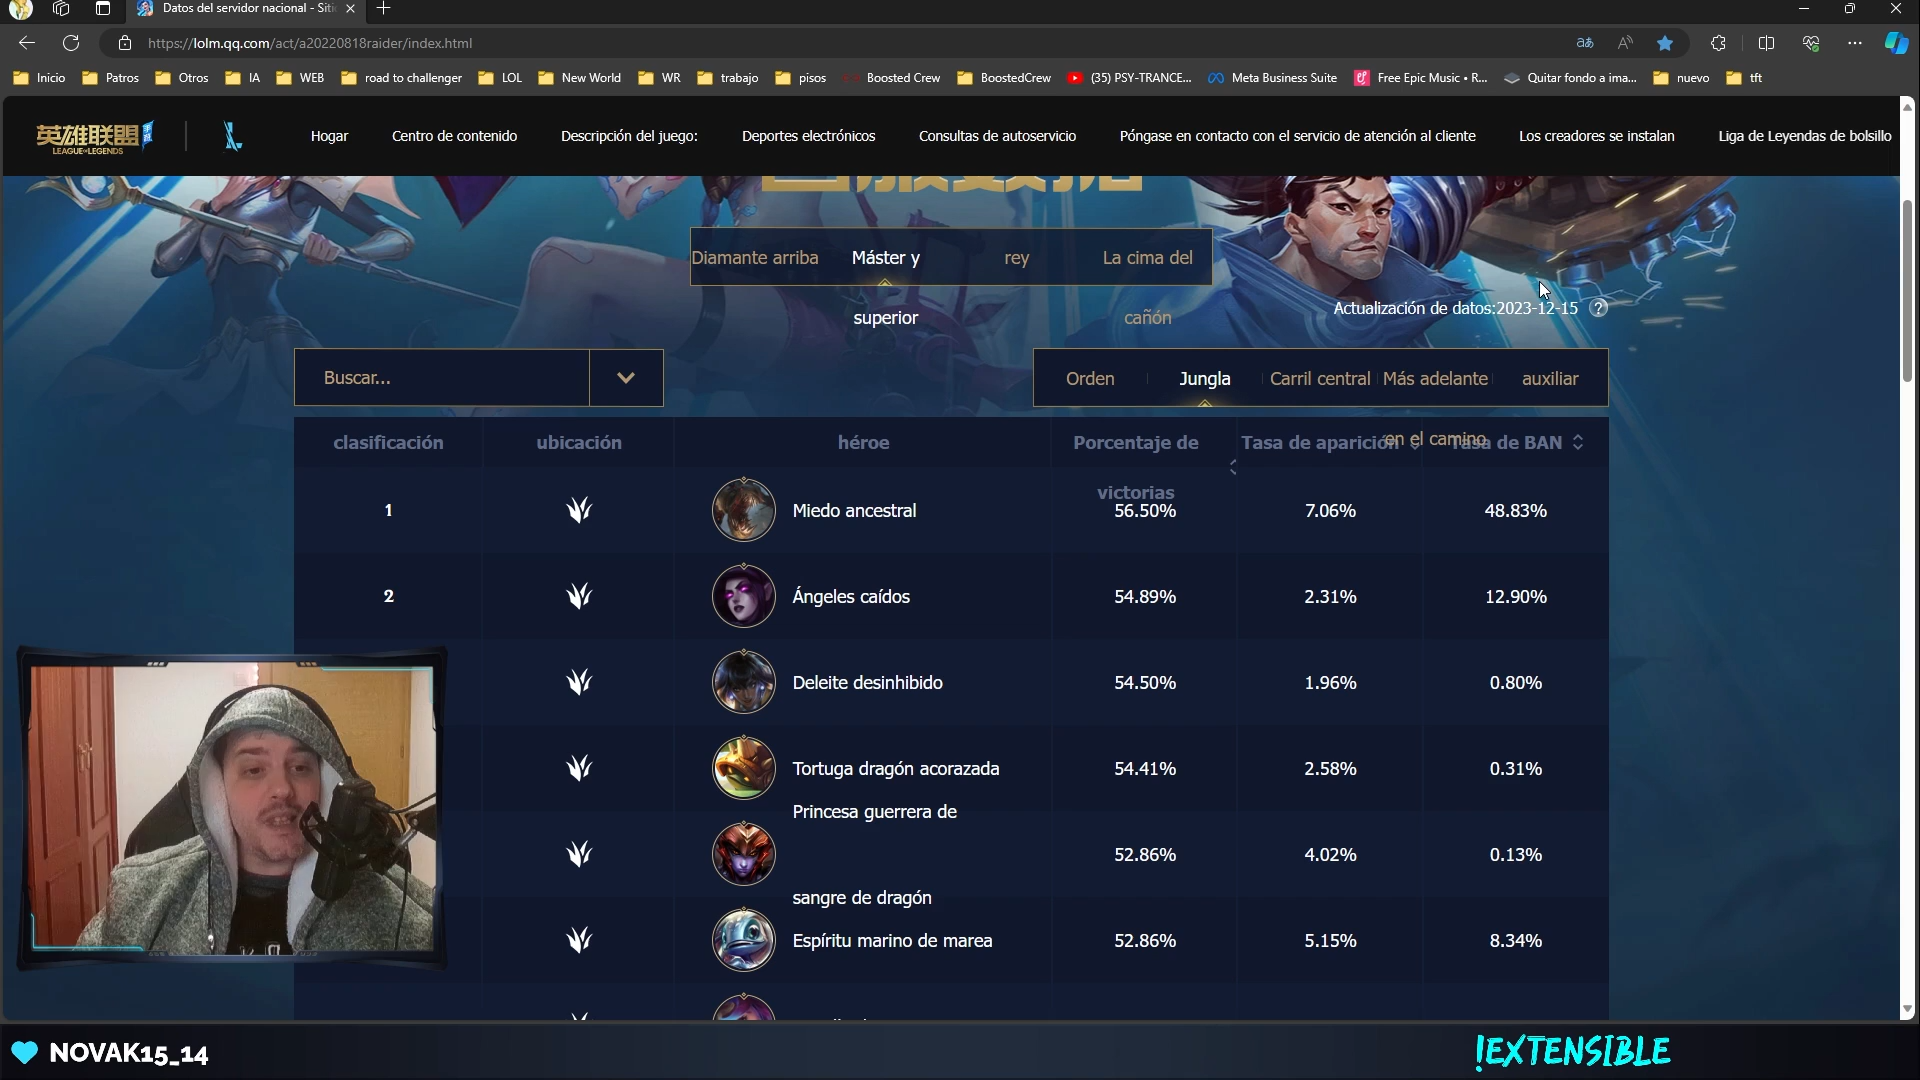 Datos del servidor nacional - Siti
https://lolm.qq.com/act/a20220818raider/index.html
Inicio Patros Otros IA WEB road to challenger LOL New World WR trabajo pisos Boosted Crew BoostedCrew (35) PSY-TRANCE... Meta Business Suite Free Epic Music • R... Quitar fondo a ima... nuevo tft
英雄联盟手游
LEAGUE OF LEGENDS
Hogar Centro de contenido Descripción del juego: Deportes electrónicos Consultas de autoservicio Póngase en contacto con el servicio de atención al cliente Los creadores se instalan Liga de Leyendas de bolsillo
Diamante arriba Máster y superior rey La cima del cañón
Actualización de datos:2023-12-15 ?
Buscar...
Orden Jungla Carril central Más adelante en el camino auxiliar
clasificación ubicación héroe Porcentaje de victorias Tasa de aparición Tasa de BAN
1 Miedo ancestral 56.50% 7.06% 48.83%
2 Ángeles caídos 54.89% 2.31% 12.90%
Deleite desinhibido 54.50% 1.96% 0.80%
Tortuga dragón acorazada 54.41% 2.58% 0.31%
Princesa guerrera de sangre de dragón 52.86% 4.02% 0.13%
Espíritu marino de marea 52.86% 5.15% 8.34%
NOVAK15_14
!EXTENSIBLE